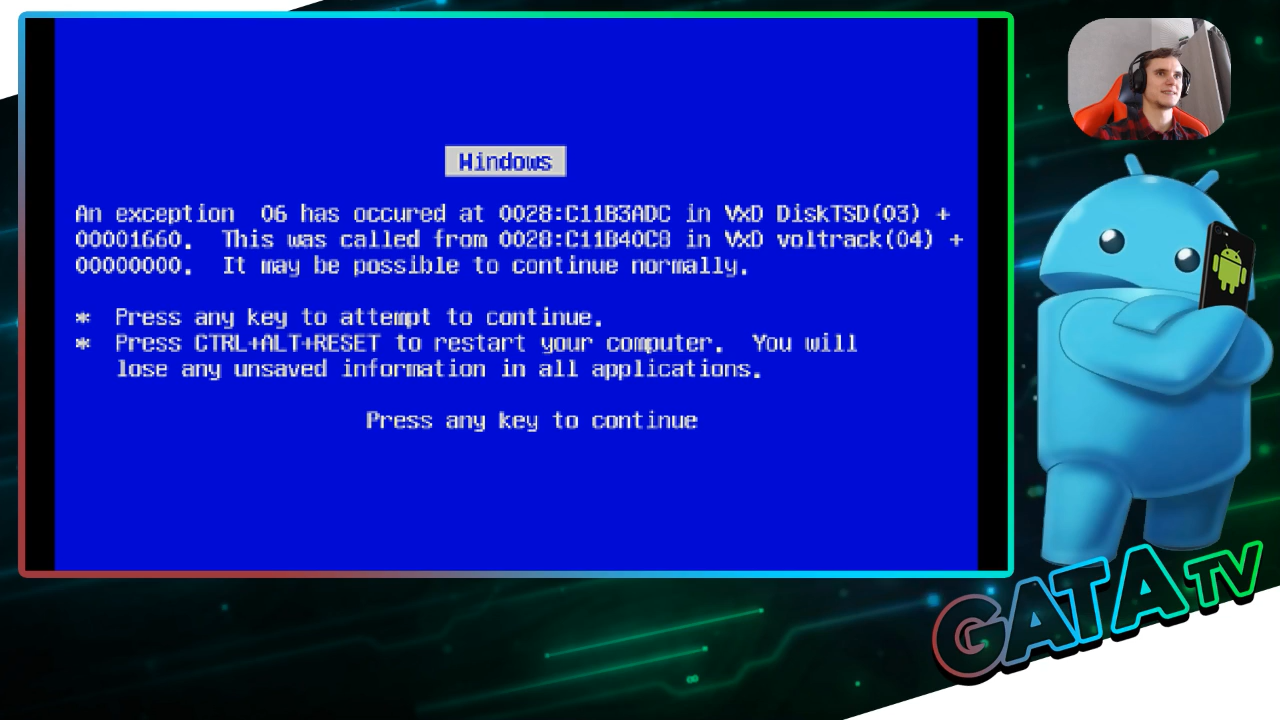 Windows
An exception  06 has occured at 0028:C11B3ADC in VxD DiskTSD(03) +
00001660.  This was called from 0028:C11B40C8 in VxD voltrack(04) +
00000000.  It may be possible to continue normally.
*  Press any key to attempt to continue.
*  Press CTRL+ALT+RESET to restart your computer.  You will
lose any unsaved information in all applications.
Press any key to continue
GATA TV